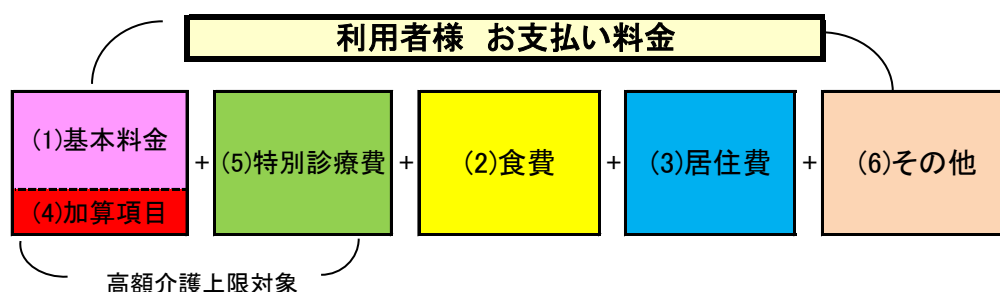 利用者様 お支払い料金
(1)基本料金
(4)加算項目
+
(5)特別診療費
+
(2)食費
+
(3)居住費
+
(6)その他
高額介護上限対象